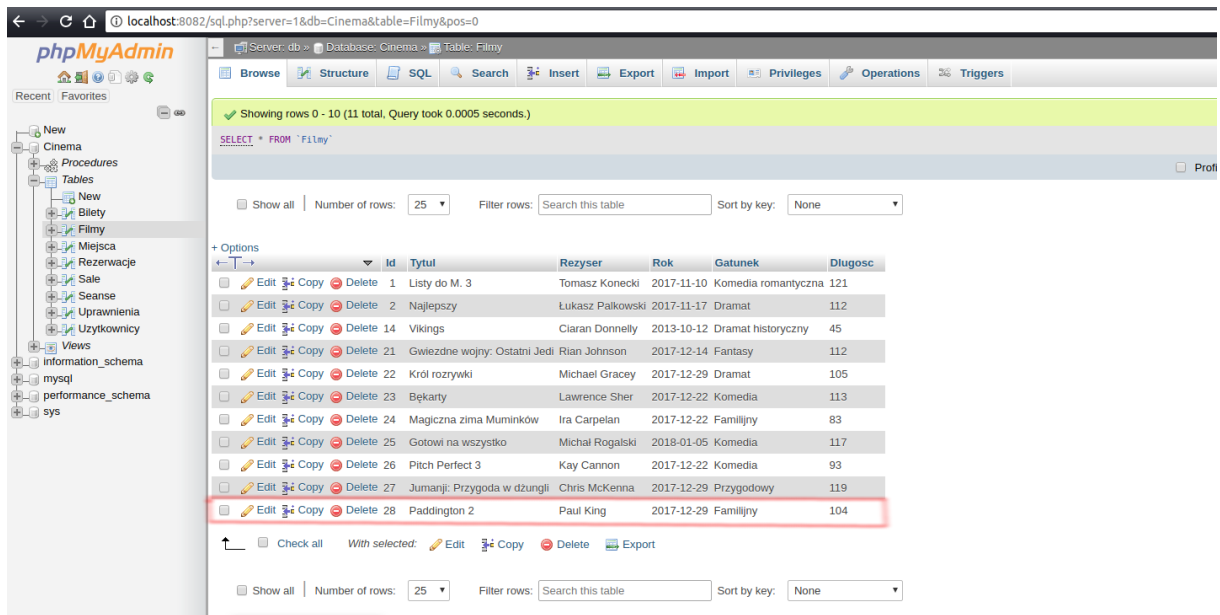 localhost:8082/sql.php?server=1&db=Cinema&table=Filmy&pos=0
phpMyAdmin
Recent Favorites
New
Cinema
Procedures
Tables
New
Bilety
Filmy
Miejsca
Rezerwacje
Sale
Seanse
Uprawnienia
Uzytkownicy
Views
information_schema
mysql
performance_schema
sys
Server: db » Database: Cinema » Table: Filmy
Browse Structure SQL Search Insert Export Import Privileges Operations Triggers
Showing rows 0 - 10 (11 total, Query took 0.0005 seconds.)
SELECT * FROM `Filmy`
Profi
Show all Number of rows: 25 Filter rows: Search this table Sort by key: None
+ Options
Id Tytul Rezyser Rok Gatunek Dlugosc
Edit Copy Delete 1 Listy do M. 3 Tomasz Konecki 2017-11-10 Komedia romantyczna 121
Edit Copy Delete 2 Najlepszy Łukasz Palkowski 2017-11-17 Dramat 112
Edit Copy Delete 14 Vikings Ciaran Donnelly 2013-10-12 Dramat historyczny 45
Edit Copy Delete 21 Gwiezdne wojny: Ostatni Jedi Rian Johnson 2017-12-14 Fantasy 112
Edit Copy Delete 22 Król rozrywki Michael Gracey 2017-12-29 Dramat 105
Edit Copy Delete 23 Bękarty Lawrence Sher 2017-12-22 Komedia 113
Edit Copy Delete 24 Magiczna zima Muminków Ira Carpelan 2017-12-22 Familijny 83
Edit Copy Delete 25 Gotowi na wszystko Michał Rogalski 2018-01-05 Komedia 117
Edit Copy Delete 26 Pitch Perfect 3 Kay Cannon 2017-12-22 Komedia 93
Edit Copy Delete 27 Jumanji: Przygoda w dżungli Chris McKenna 2017-12-29 Przygodowy 119
Edit Copy Delete 28 Paddington 2 Paul King 2017-12-29 Familijny 104
Check all With selected: Edit Copy Delete Export
Show all Number of rows: 25 Filter rows: Search this table Sort by key: None